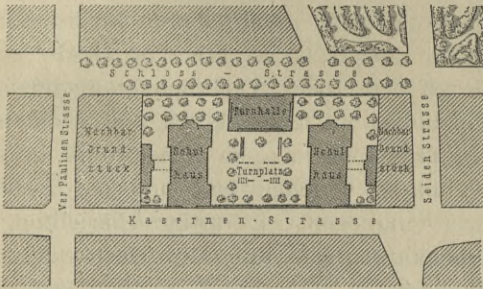 Schloss - Strasse
Turnhalle
Nachbar
Grund-
stück
Schul
haus
Turnplatz
Schul
haus
Nachbar
Grund
stück
Ver Paulinen Strasse
Seiden Strasse
Kasernen - Strasse